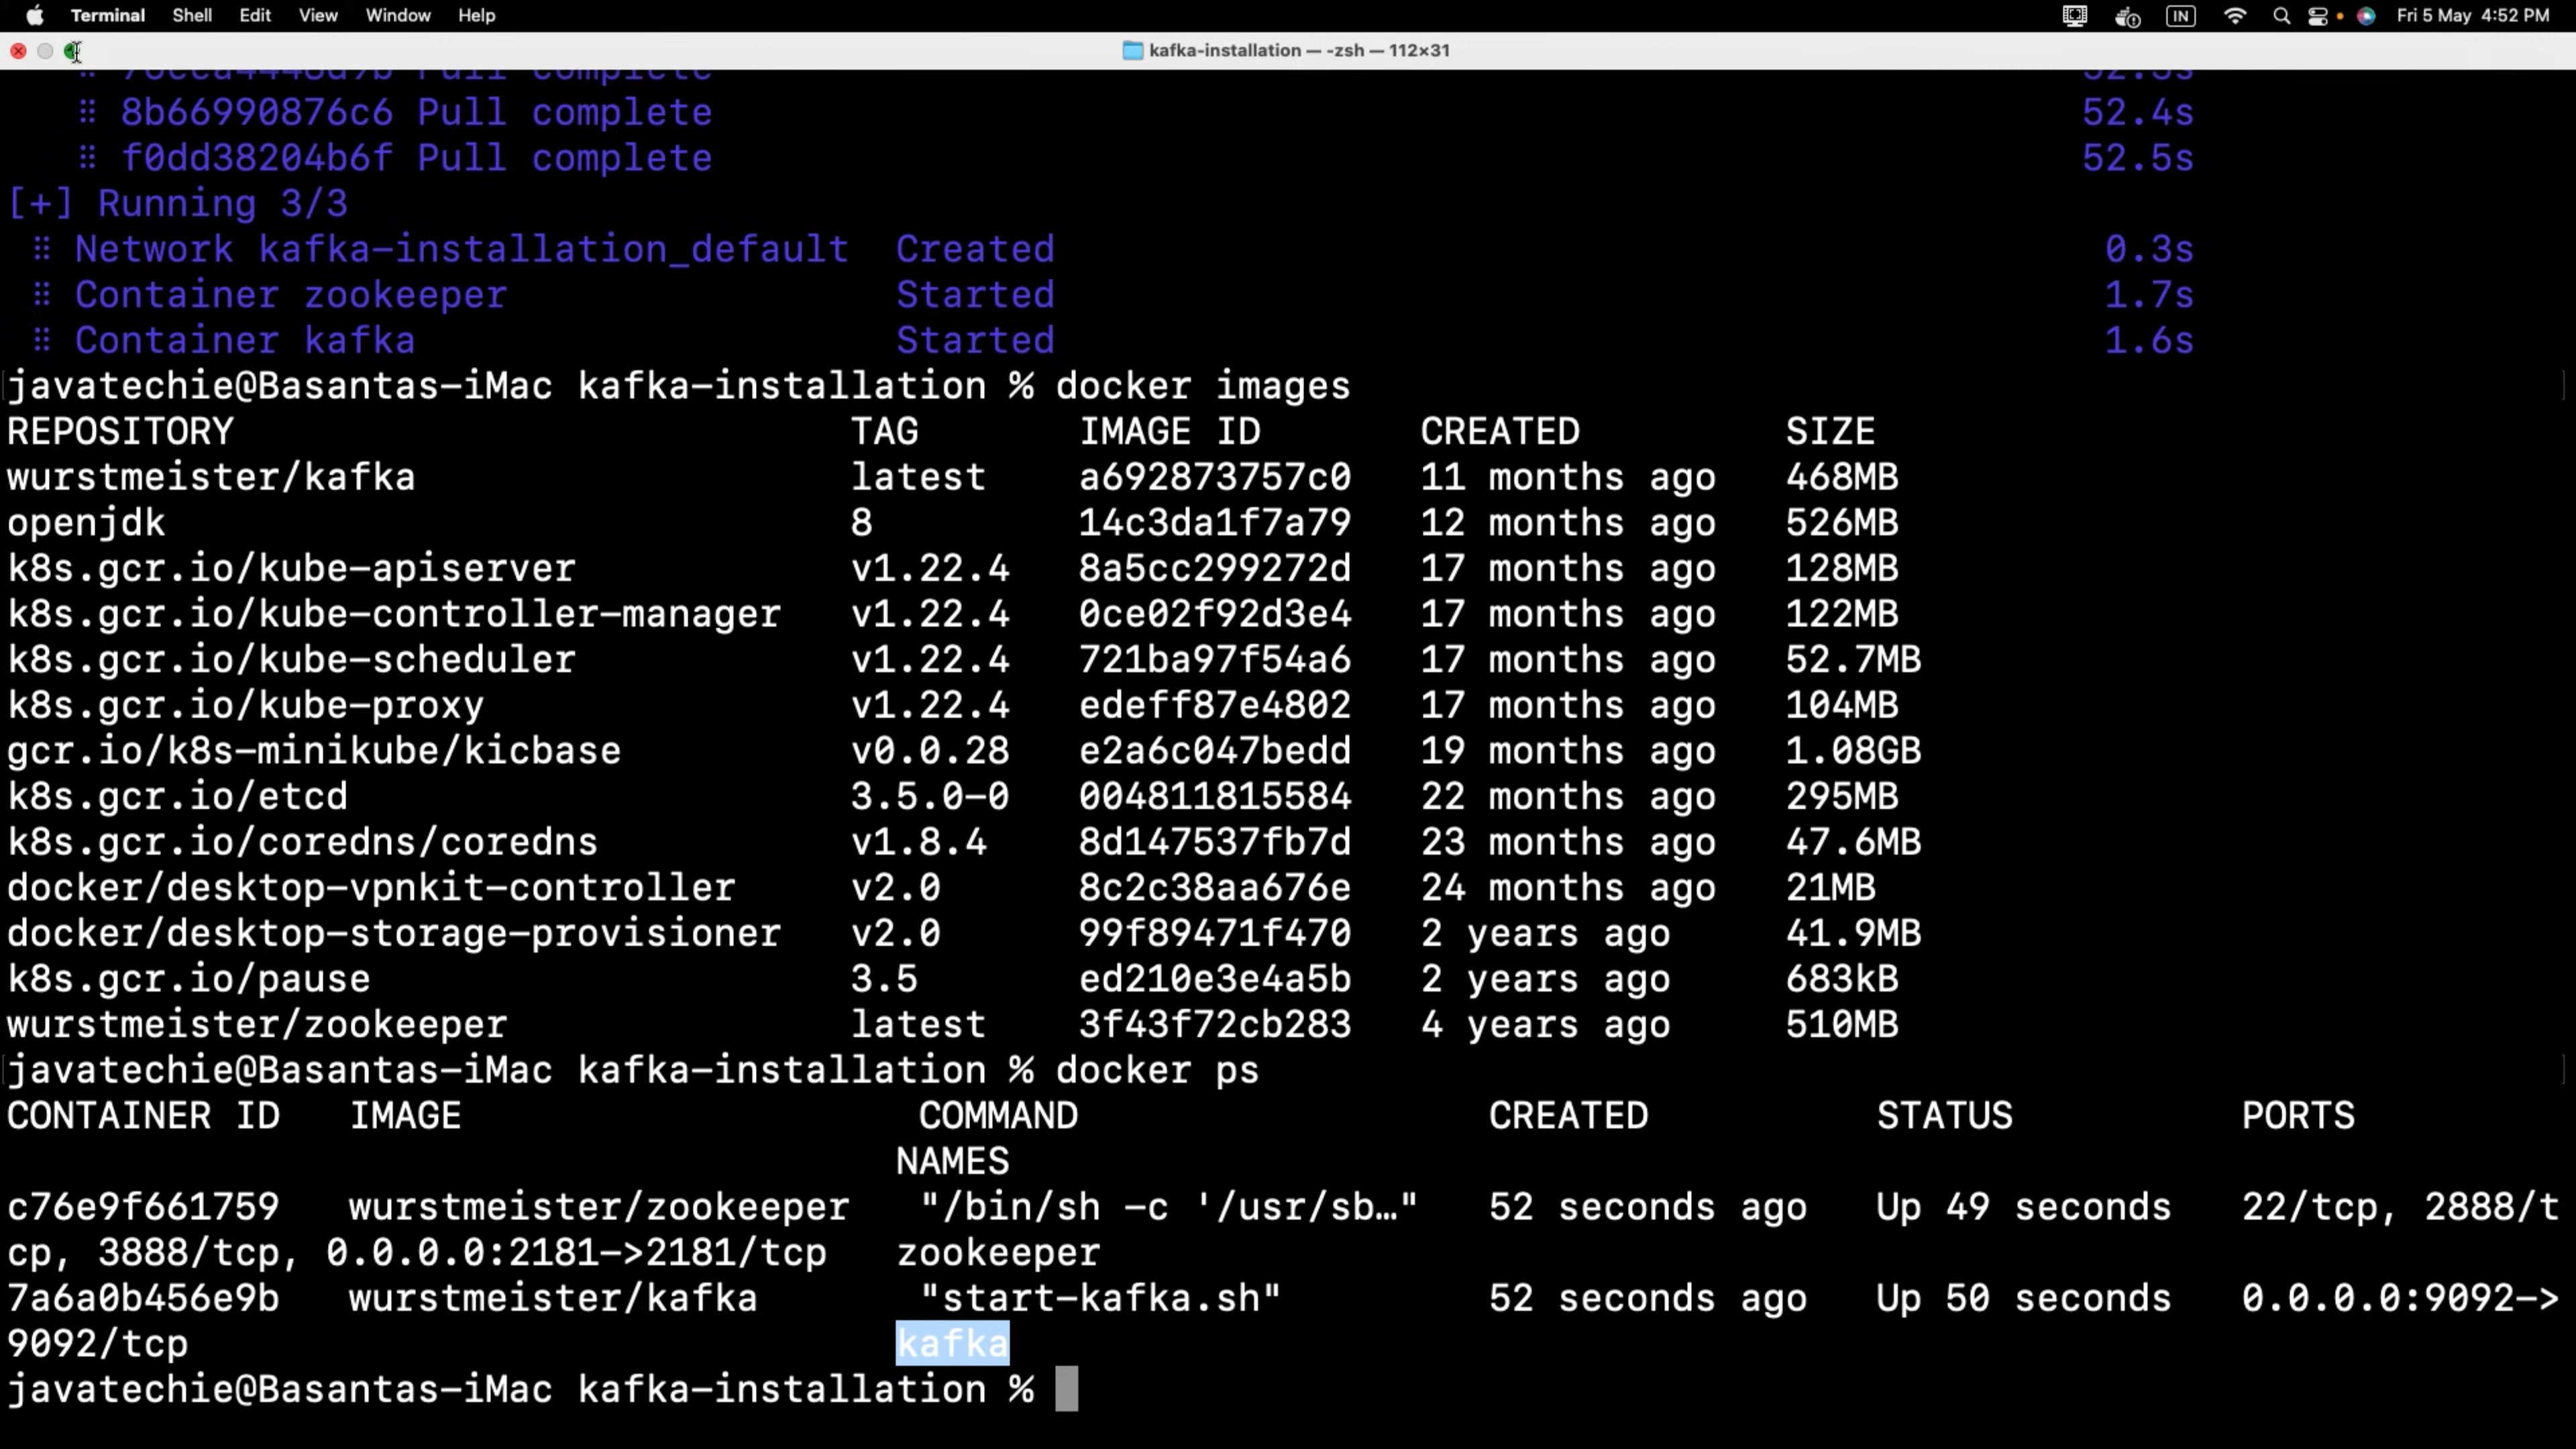 Terminal Shell Edit View Window Help IN Fri 5 May 4:52 PM
kafka-installation — -zsh — 112×31
Pull complete
8b66990876c6 Pull complete 52.4s
f0dd38204b6f Pull complete 52.5s
[+] Running 3/3
Network kafka-installation_default Created 0.3s
Container zookeeper Started 1.7s
Container kafka Started 1.6s
javatechie@Basantas-iMac kafka-installation % docker images
REPOSITORY TAG IMAGE ID CREATED SIZE
wurstmeister/kafka latest a692873757c0 11 months ago 468MB
openjdk 8 14c3da1f7a79 12 months ago 526MB
k8s.gcr.io/kube-apiserver v1.22.4 8a5cc299272d 17 months ago 128MB
k8s.gcr.io/kube-controller-manager v1.22.4 0ce02f92d3e4 17 months ago 122MB
k8s.gcr.io/kube-scheduler v1.22.4 721ba97f54a6 17 months ago 52.7MB
k8s.gcr.io/kube-proxy v1.22.4 edeff87e4802 17 months ago 104MB
gcr.io/k8s-minikube/kicbase v0.0.28 e2a6c047bedd 19 months ago 1.08GB
k8s.gcr.io/etcd 3.5.0-0 004811815584 22 months ago 295MB
k8s.gcr.io/coredns/coredns v1.8.4 8d147537fb7d 23 months ago 47.6MB
docker/desktop-vpnkit-controller v2.0 8c2c38aa676e 24 months ago 21MB
docker/desktop-storage-provisioner v2.0 99f89471f470 2 years ago 41.9MB
k8s.gcr.io/pause 3.5 ed210e3e4a5b 2 years ago 683kB
wurstmeister/zookeeper latest 3f43f72cb283 4 years ago 510MB
javatechie@Basantas-iMac kafka-installation % docker ps
CONTAINER ID IMAGE COMMAND CREATED STATUS PORTS
NAMES
c76e9f661759 wurstmeister/zookeeper "/bin/sh -c '/usr/sb…" 52 seconds ago Up 49 seconds 22/tcp, 2888/t
cp, 3888/tcp, 0.0.0.0:2181->2181/tcp zookeeper
7a6a0b456e9b wurstmeister/kafka "start-kafka.sh" 52 seconds ago Up 50 seconds 0.0.0.0:9092->
9092/tcp kafka
javatechie@Basantas-iMac kafka-installation %